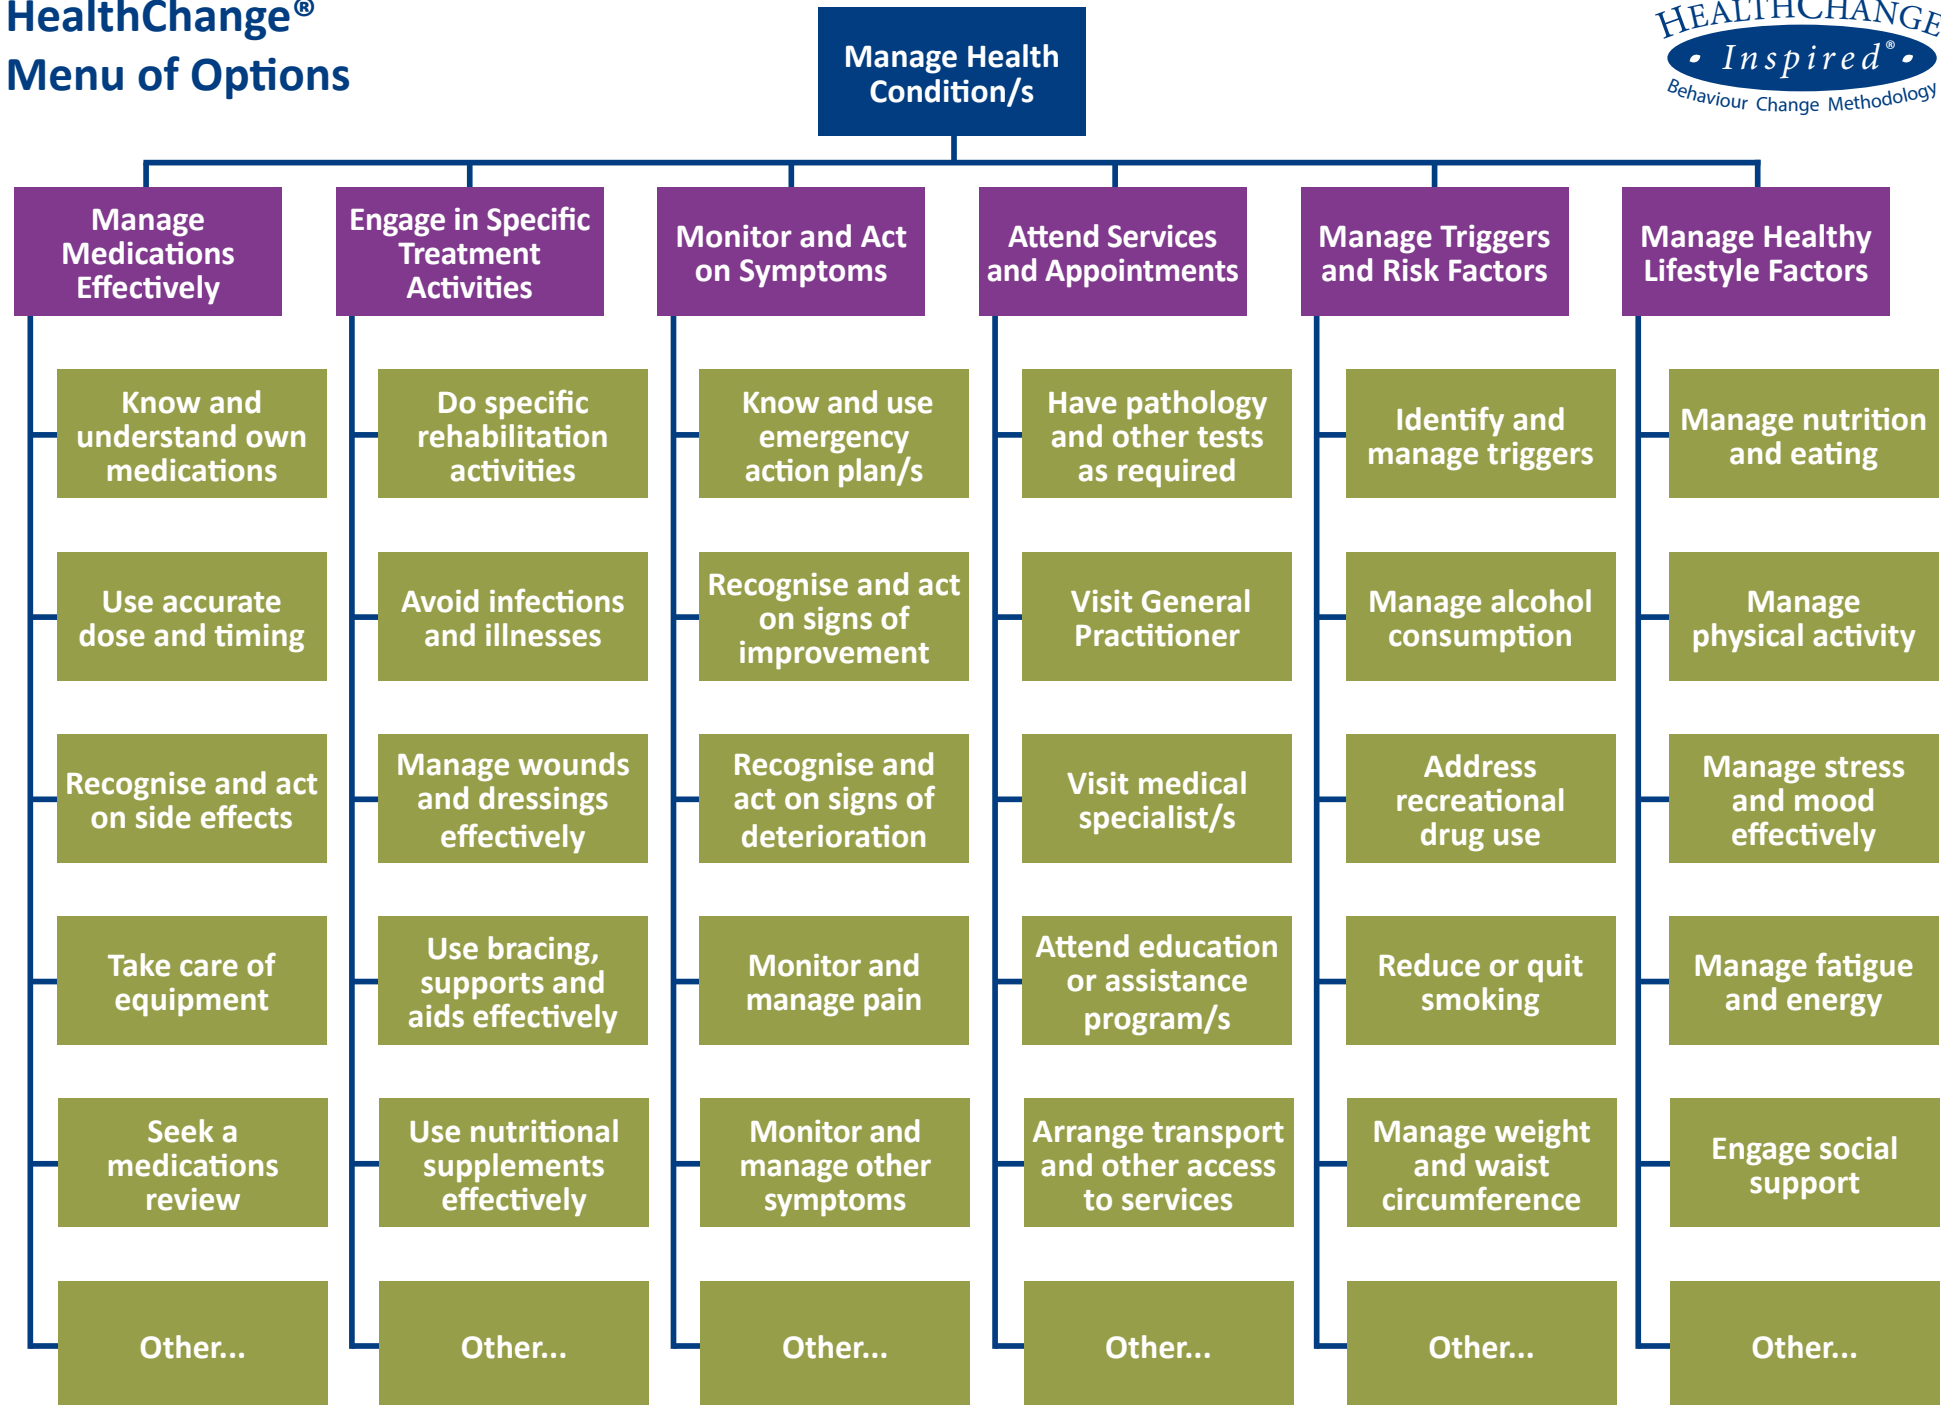 HealthChange®
Menu of Options
HEALTHCHANGE
Inspired®
Behaviour Change Methodology
Manage Health
Condition/s
Manage
Medications
Effectively
Know and
understand own
medications
Use accurate
dose and timing
Recognise and act
on side effects
Take care of
equipment
Seek a
medications
review
Other...
Engage in Specific
Treatment
Activities
Do specific
rehabilitation
activities
Avoid infections
and illnesses
Manage wounds
and dressings
effectively
Use bracing,
supports and
aids effectively
Use nutritional
supplements
effectively
Other...
Monitor and Act
on Symptoms
Know and use
emergency
action plan/s
Recognise and act
on signs of
improvement
Recognise and
act on signs of
deterioration
Monitor and
manage pain
Monitor and
manage other
symptoms
Other...
Attend Services
and Appointments
Have pathology
and other tests
as required
Visit General
Practitioner
Visit medical
specialist/s
Attend education
or assistance
program/s
Arrange transport
and other access
to services
Other...
Manage Triggers
and Risk Factors
Identify and
manage triggers
Manage alcohol
consumption
Address
recreational
drug use
Reduce or quit
smoking
Manage weight
and waist
circumference
Other...
Manage Healthy
Lifestyle Factors
Manage nutrition
and eating
Manage
physical activity
Manage stress
and mood
effectively
Manage fatigue
and energy
Engage social
support
Other...